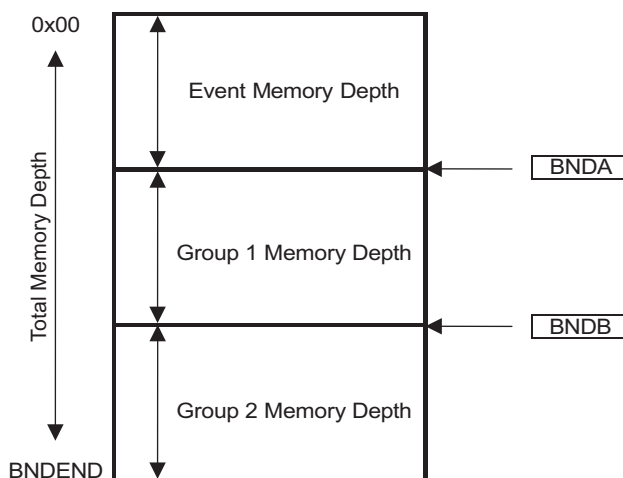 0x00
Event Memory Depth
BNDA
Total Memory Depth
Group 1 Memory Depth
BNDB
Group 2 Memory Depth
BNDEND